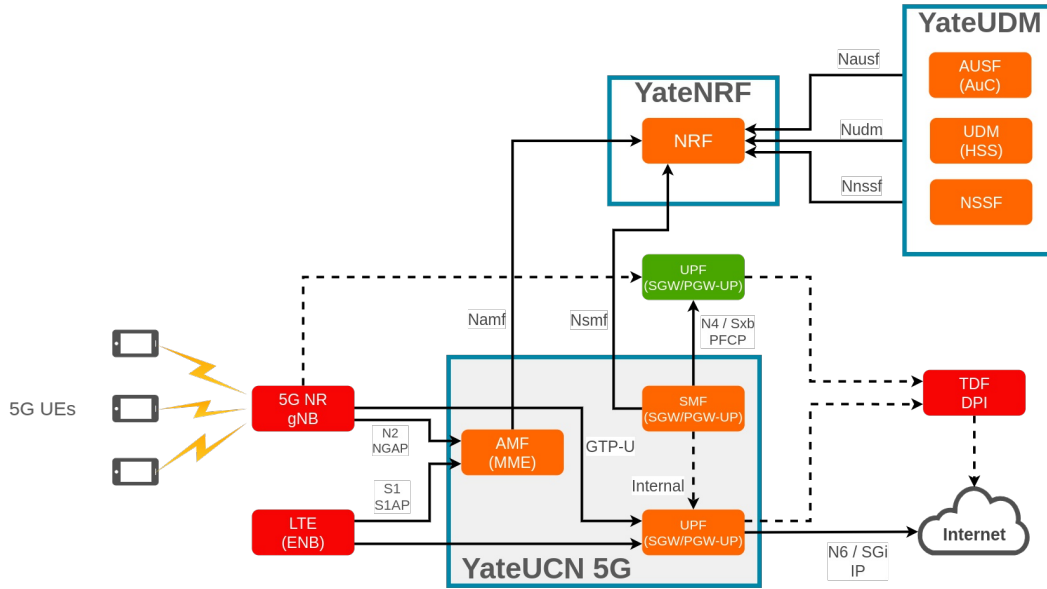 YateUDM
Nausf
AUSF
(AuC)
YateNRF
NRF
Nudm
UDM
(HSS)
Nnssf
NSSF
UPF
(SGW/PGW-UP)
Namf
Nsmf
N4 / Sxb
PFCP
5G UEs
5G NR
gNB
N2
NGAP
AMF
(MME)
GTP-U
SMF
(SGW/PGW-UP)
TDF
DPI
Internal
S1
S1AP
LTE
(ENB)
UPF
(SGW/PGW-UP)
Internet
N6 / SGi
IP
YateUCN 5G